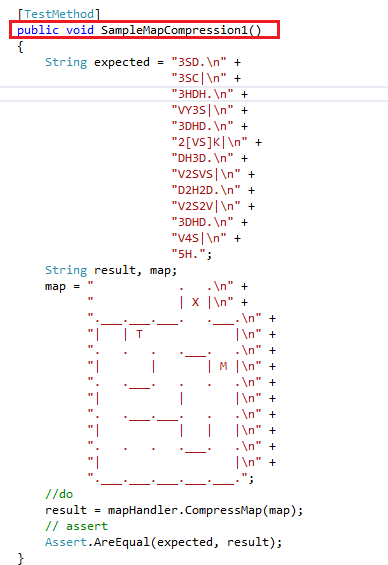 [TestMethod]
public void SampleMapCompression1()
{
    String expected = "3SD.\n" +
                      "3SC|\n" +
                      "3HDH.\n" +
                      "VY3S|\n" +
                      "3DHD.\n" +
                      "2[VS]K|\n" +
                      "DH3D.\n" +
                      "V2SVS|\n" +
                      "D2H2D.\n" +
                      "V2S2V|\n" +
                      "3DHD.\n" +
                      "V4S|\n" +
                      "5H.";
    String result, map;
    map = "            .   .\n" +
          "            | X |\n" +
          ".___.___.___.   .___.\n" +
          "|   | T             |\n" +
          ".   .   .   .___.   .\n" +
          "|       |       | M |\n" +
          ".   .___.   .   .   .\n" +
          "|           |       |\n" +
          ".   .___.___.   .   .\n" +
          "|           |   |   |\n" +
          ".   .   .   .___.   .\n" +
          "|                   |\n" +
          ".___.___.___.___.___.";
    //do
    result = mapHandler.CompressMap(map);
    // assert
    Assert.AreEqual(expected, result);
}